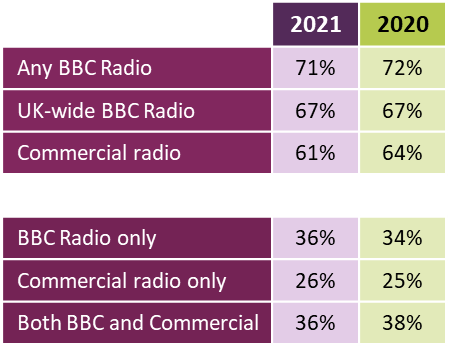 2021 2020
Any BBC Radio 71% 72%
UK-wide BBC Radio 67% 67%
Commercial radio 61% 64%
BBC Radio only 36% 34%
Commercial radio only 26% 25%
Both BBC and Commercial 36% 38%